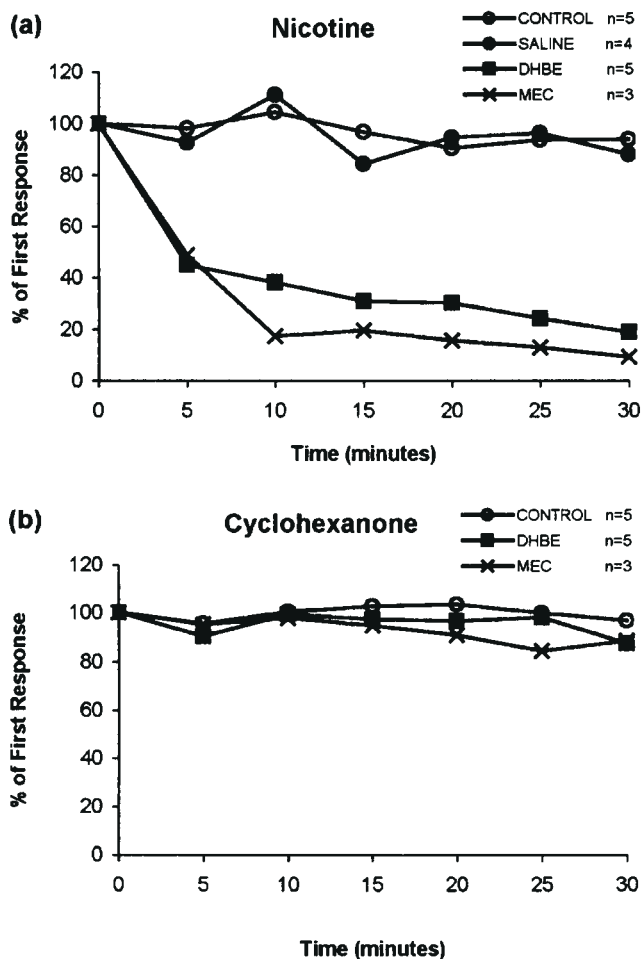 (a)
Nicotine
CONTROL n=5
SALINE n=4
DHBE n=5
MEC n=3
% of First Response
120
100
80
60
40
20
0
0 5 10 15 20 25 30
Time (minutes)
(b)
Cyclohexanone
CONTROL n=5
DHBE n=5
MEC n=3
% of First Response
120
100
80
60
40
20
0
0 5 10 15 20 25 30
Time (minutes)